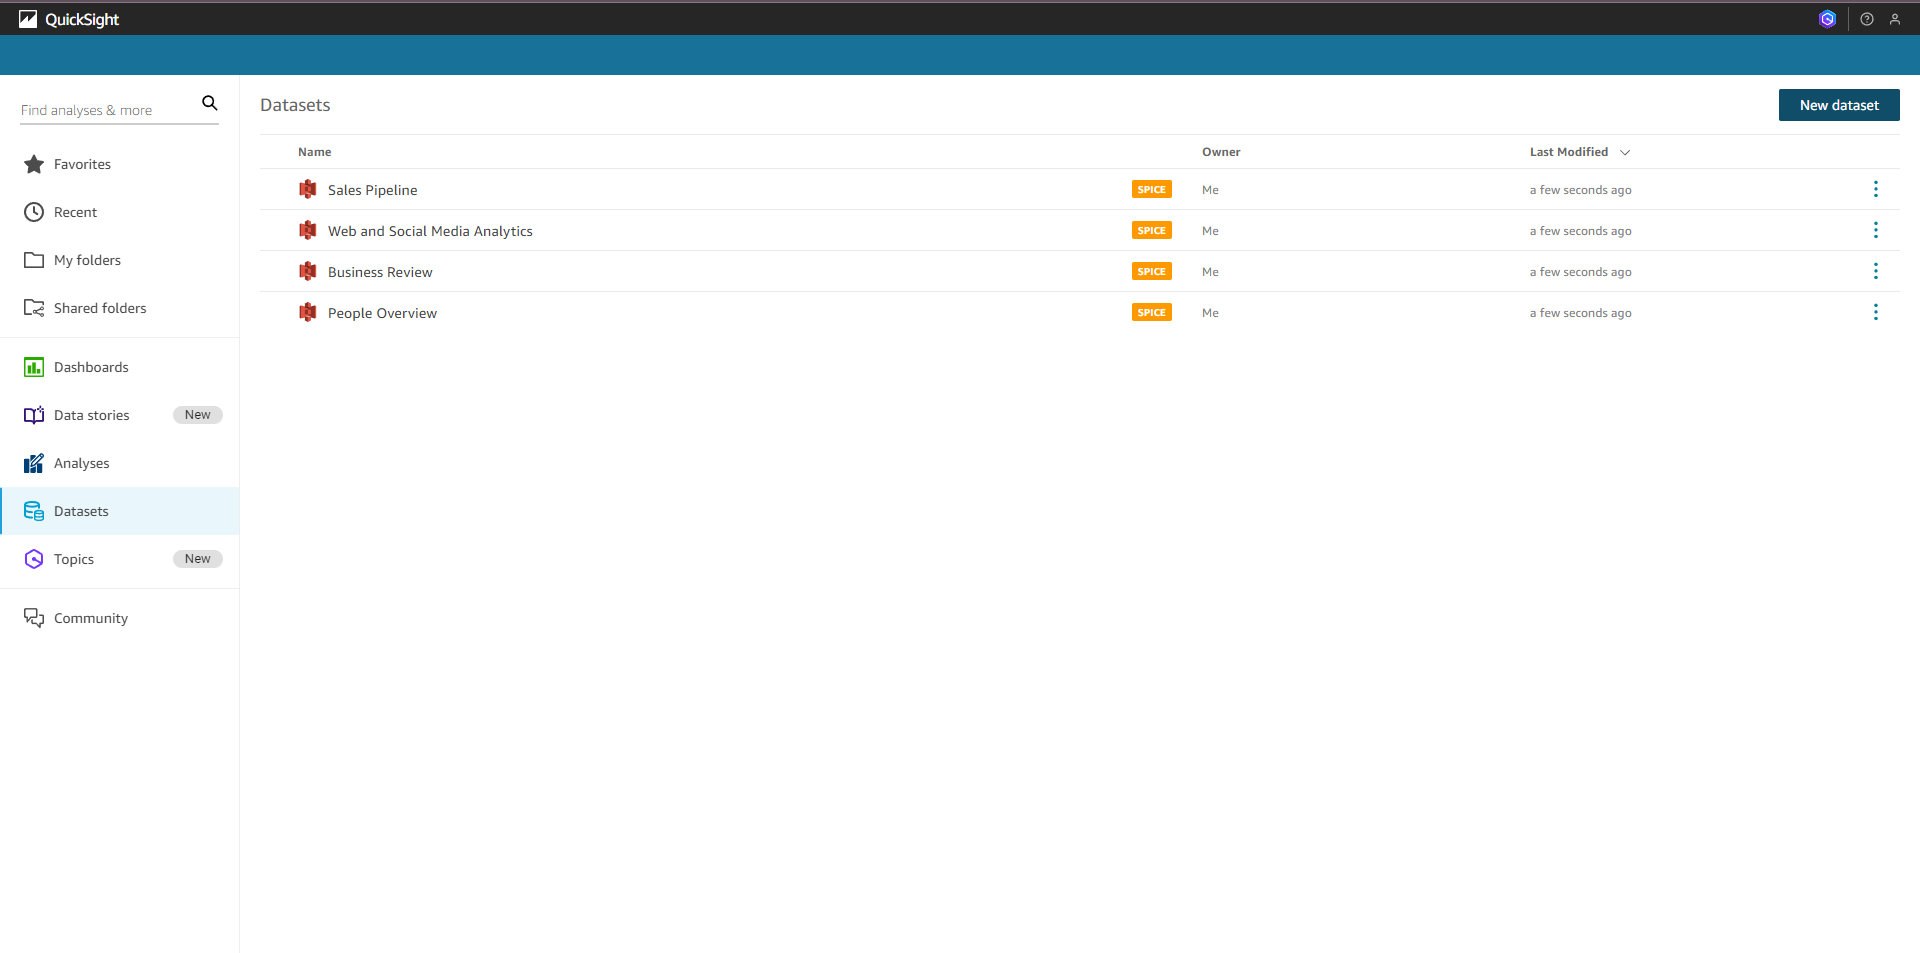 QuickSight
Find analyses & more
Favorites
Recent
My folders
Shared folders
Dashboards
Data stories New
Analyses
Datasets
Topics New
Community
Datasets
New dataset
Name Owner Last Modified
Sales Pipeline SPICE Me a few seconds ago
Web and Social Media Analytics SPICE Me a few seconds ago
Business Review SPICE Me a few seconds ago
People Overview SPICE Me a few seconds ago